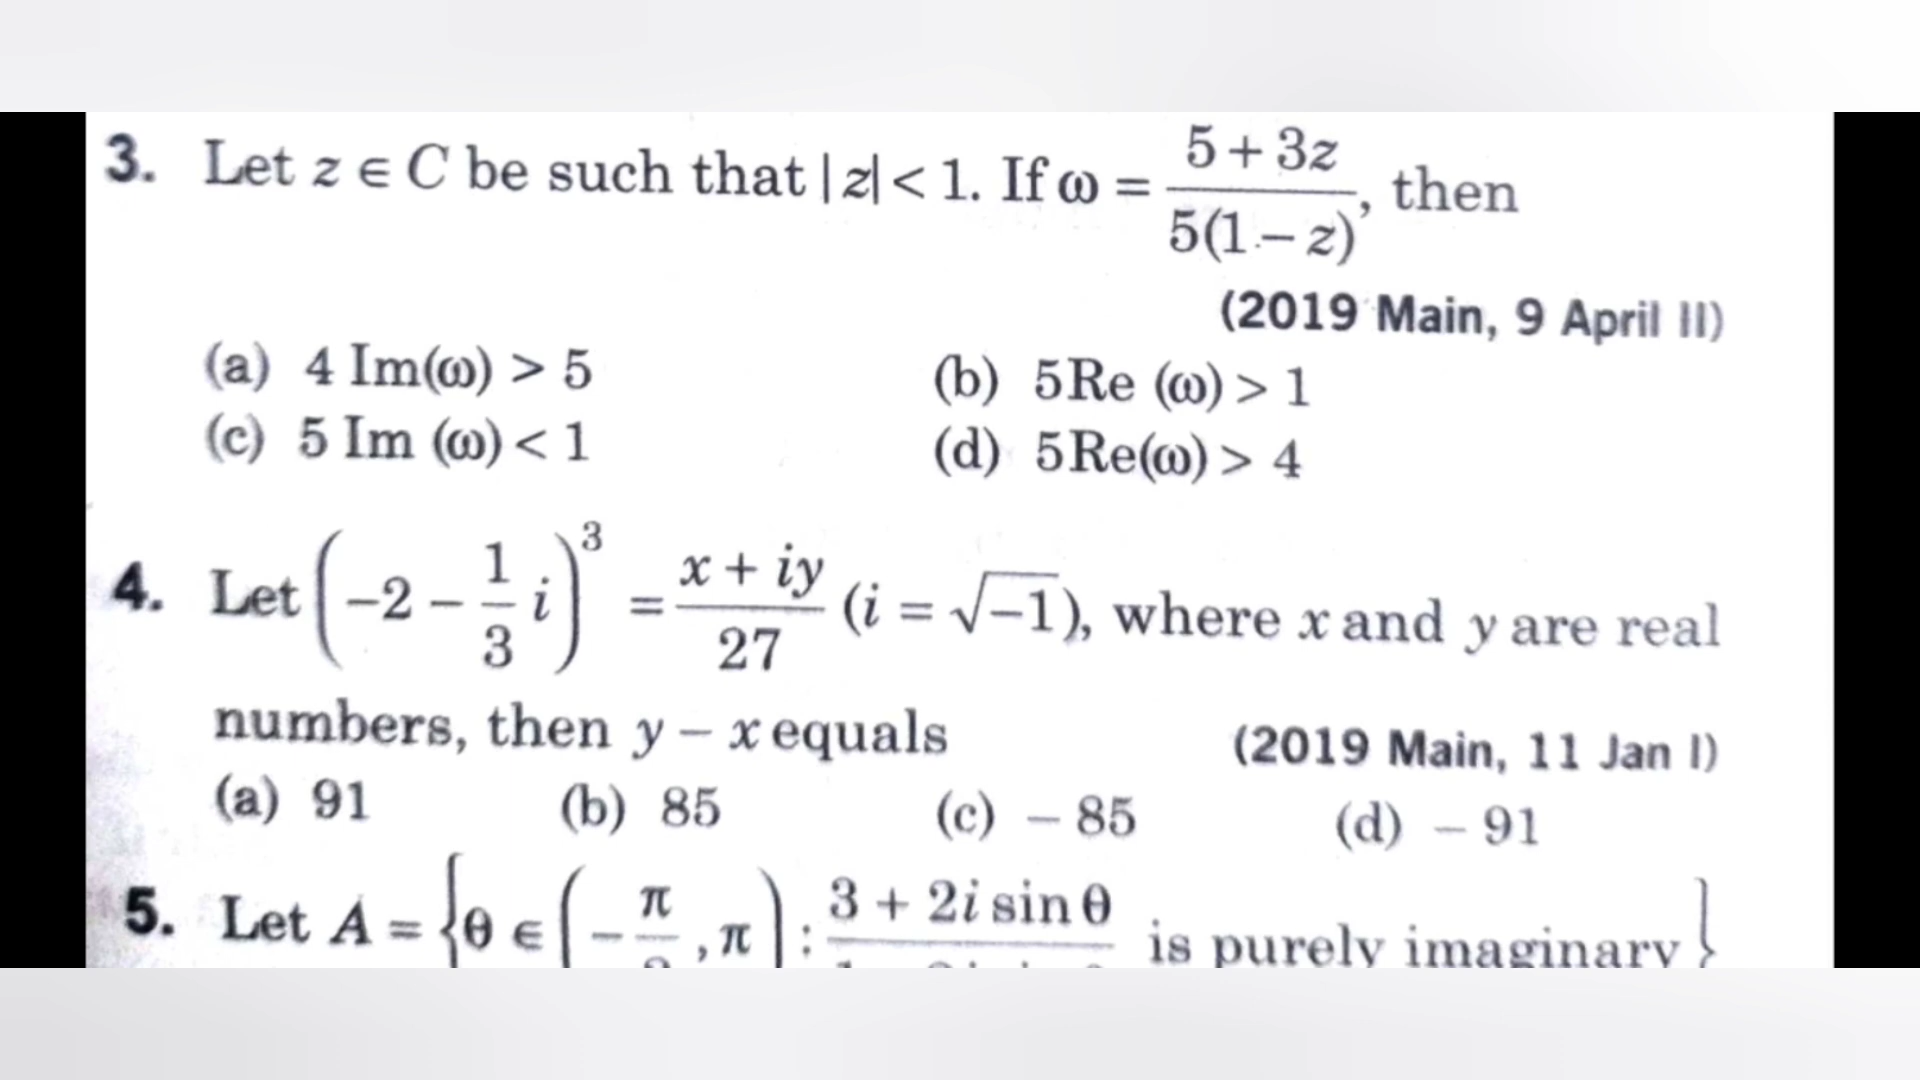 3. Let z ∈ C be such that |z| < 1. If ω = (5 + 3z)/(5(1 – z)), then
(2019 Main, 9 April II)
(a) 4 Im(ω) > 5 (b) 5Re (ω) > 1
(c) 5 Im (ω) < 1 (d) 5Re(ω) > 4
4. Let (–2 – (1/3) i)³ = (x + iy)/27 (i = √–1), where x and y are real
numbers, then y – x equals (2019 Main, 11 Jan I)
(a) 91 (b) 85 (c) – 85 (d) – 91
5. Let A = {θ ∈ (– π/, π) : 3 + 2i sin θ is purely imaginary}